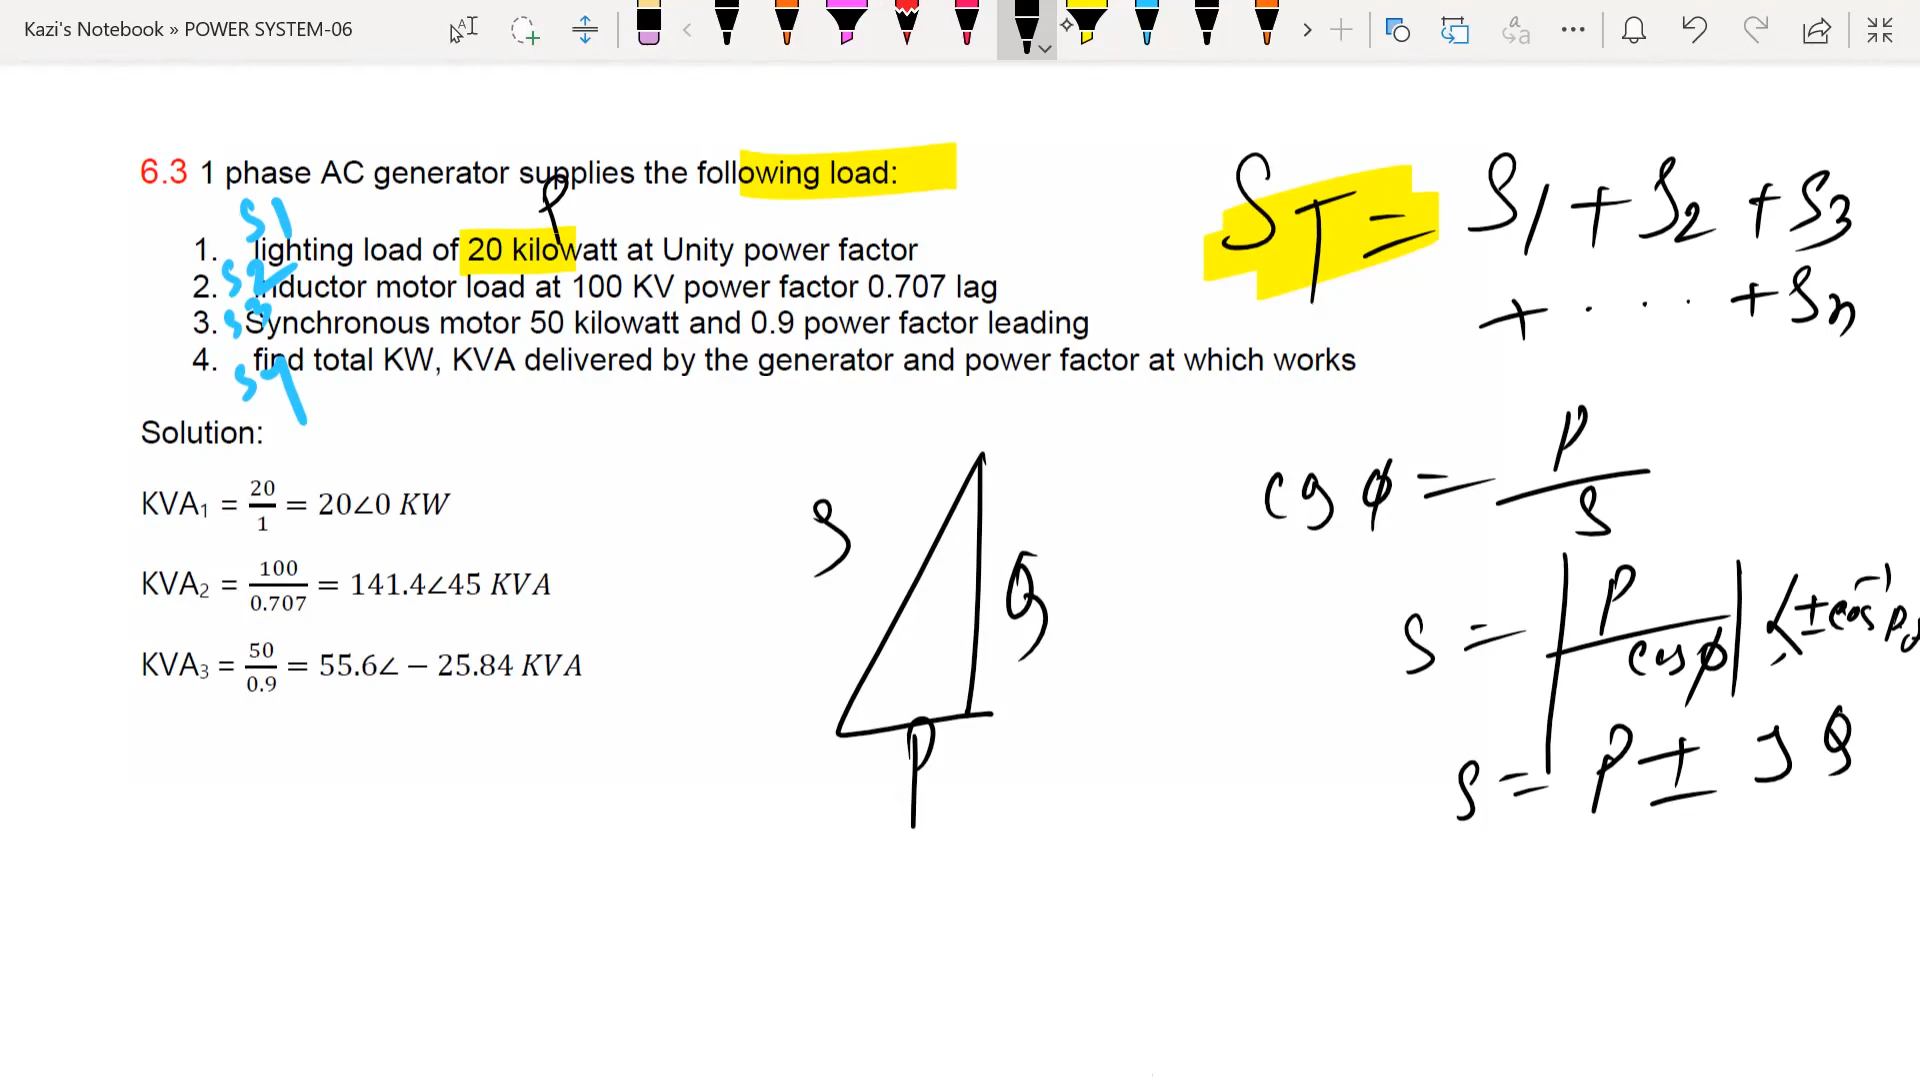 Kazi's Notebook » POWER SYSTEM-06
6.3 1 phase AC generator supplies the following load:
P
S1
1. lighting load of 20 kilowatt at Unity power factor
S2
2. inductor motor load at 100 KV power factor 0.707 lag
S3
3. Synchronous motor 50 kilowatt and 0.9 power factor leading
S4
4. find total KW, KVA delivered by the generator and power factor at which works
S_T = S1 + S2 + S3
+ . . . + Sn
Solution:
KVA₁ = 20/1 = 20∠0 KW
KVA₂ = 100/0.707 = 141.4∠45 KVA
KVA₃ = 50/0.9 = 55.6∠ − 25.84 KVA
S
Q
P
cos ϕ = P/S
S = |P/cos ϕ| ∠±cos⁻¹ Pf
S = P ± J Q